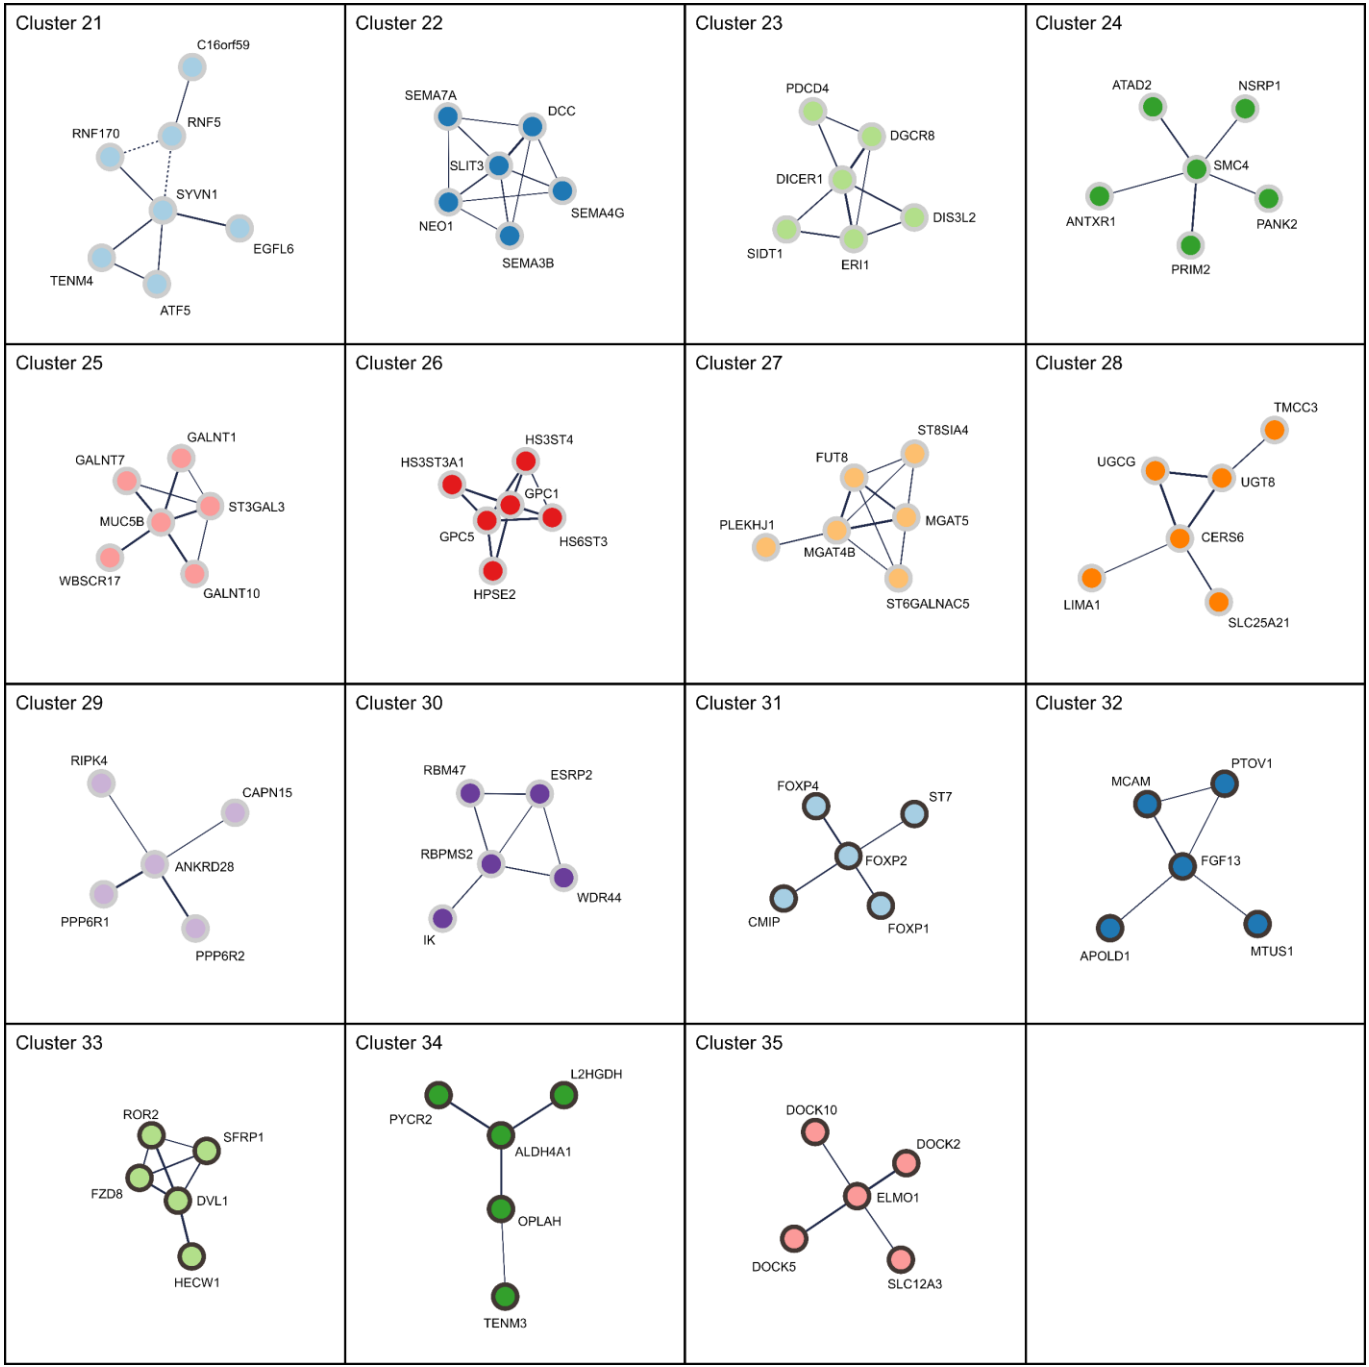 Cluster 21
C16orf59
RNF5
RNF170
SYVN1
EGFL6
TENM4
ATF5
Cluster 22
SEMA7A
DCC
SLIT3
SEMA4G
NEO1
SEMA3B
Cluster 23
PDCD4
DGCR8
DICER1
DIS3L2
SIDT1
ERI1
Cluster 24
ATAD2
NSRP1
SMC4
ANTXR1
PANK2
PRIM2
Cluster 25
GALNT1
GALNT7
ST3GAL3
MUC5B
WBSCR17
GALNT10
Cluster 26
HS3ST4
HS3ST3A1
GPC1
GPC5
HS6ST3
HPSE2
Cluster 27
ST8SIA4
FUT8
PLEKHJ1
MGAT5
MGAT4B
ST6GALNAC5
Cluster 28
TMCC3
UGCG
UGT8
CERS6
LIMA1
SLC25A21
Cluster 29
RIPK4
CAPN15
ANKRD28
PPP6R1
PPP6R2
Cluster 30
RBM47
ESRP2
RBPMS2
WDR44
IK
Cluster 31
FOXP4
ST7
FOXP2
CMIP
FOXP1
Cluster 32
PTOV1
MCAM
FGF13
APOLD1
MTUS1
Cluster 33
ROR2
SFRP1
FZD8
DVL1
HECW1
Cluster 34
L2HGDH
PYCR2
ALDH4A1
OPLAH
TENM3
Cluster 35
DOCK10
DOCK2
ELMO1
DOCK5
SLC12A3